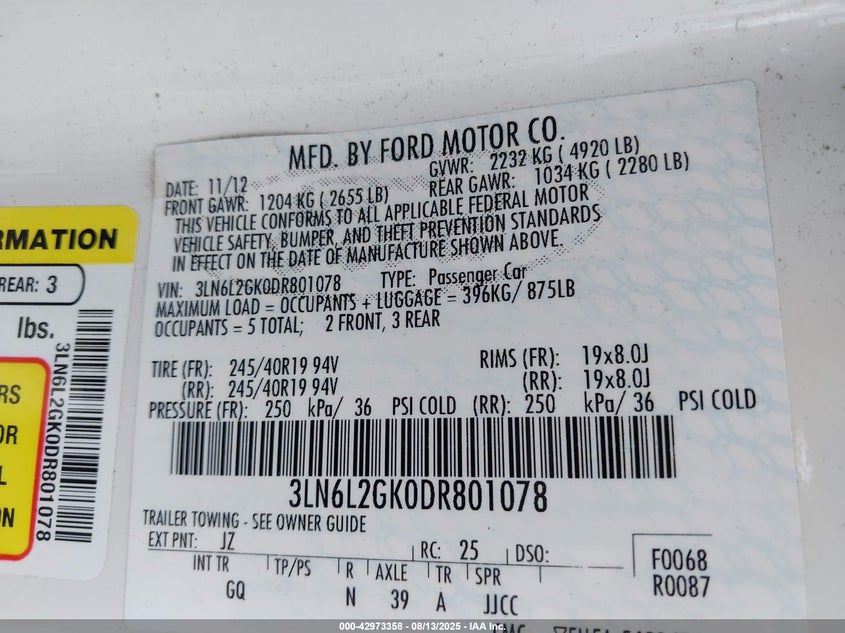 MFD. BY FORD MOTOR CO.
DATE: 11/12 GVWR: 2232 KG ( 4920 LB)
FRONT GAWR: 1204 KG ( 2655 LB) REAR GAWR: 1034 KG ( 2280 LB)
THIS VEHICLE CONFORMS TO ALL APPLICABLE FEDERAL MOTOR
VEHICLE SAFETY, BUMPER, AND THEFT PREVENTION STANDARDS
IN EFFECT ON THE DATE OF MANUFACTURE SHOWN ABOVE.
VIN: 3LN6L2GK0DR801078 TYPE: Passenger Car
MAXIMUM LOAD = OCCUPANTS + LUGGAGE = 396KG/ 875LB
OCCUPANTS = 5 TOTAL; 2 FRONT, 3 REAR
TIRE (FR): 245/40R19 94V RIMS (FR): 19x8.0J
(RR): 245/40R19 94V (RR): 19x8.0J
PRESSURE (FR): 250 kPa/ 36 PSI COLD (RR): 250 kPa/ 36 PSI COLD
3LN6L2GK0DR801078
TRAILER TOWING - SEE OWNER GUIDE
EXT PNT: JZ RC: 25 DSO: F0068
INT TR TP/PS R AXLE TR SPR R0087
GQ N 39 A JJCC
RMATION
REAR: 3
lbs.
3LN6L2GK0DR801078
RS
OR
L
N
000-42973358 - 08/13/2025 - IAA Inc.